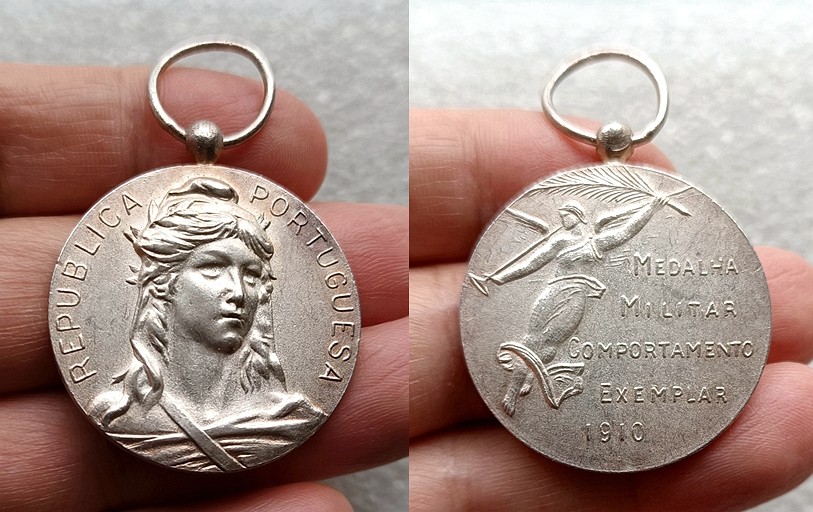 REPUBLICA PORTUGUESA
MEDALHA
MILITAR
COMPORTAMENTO
EXEMPLAR
1910